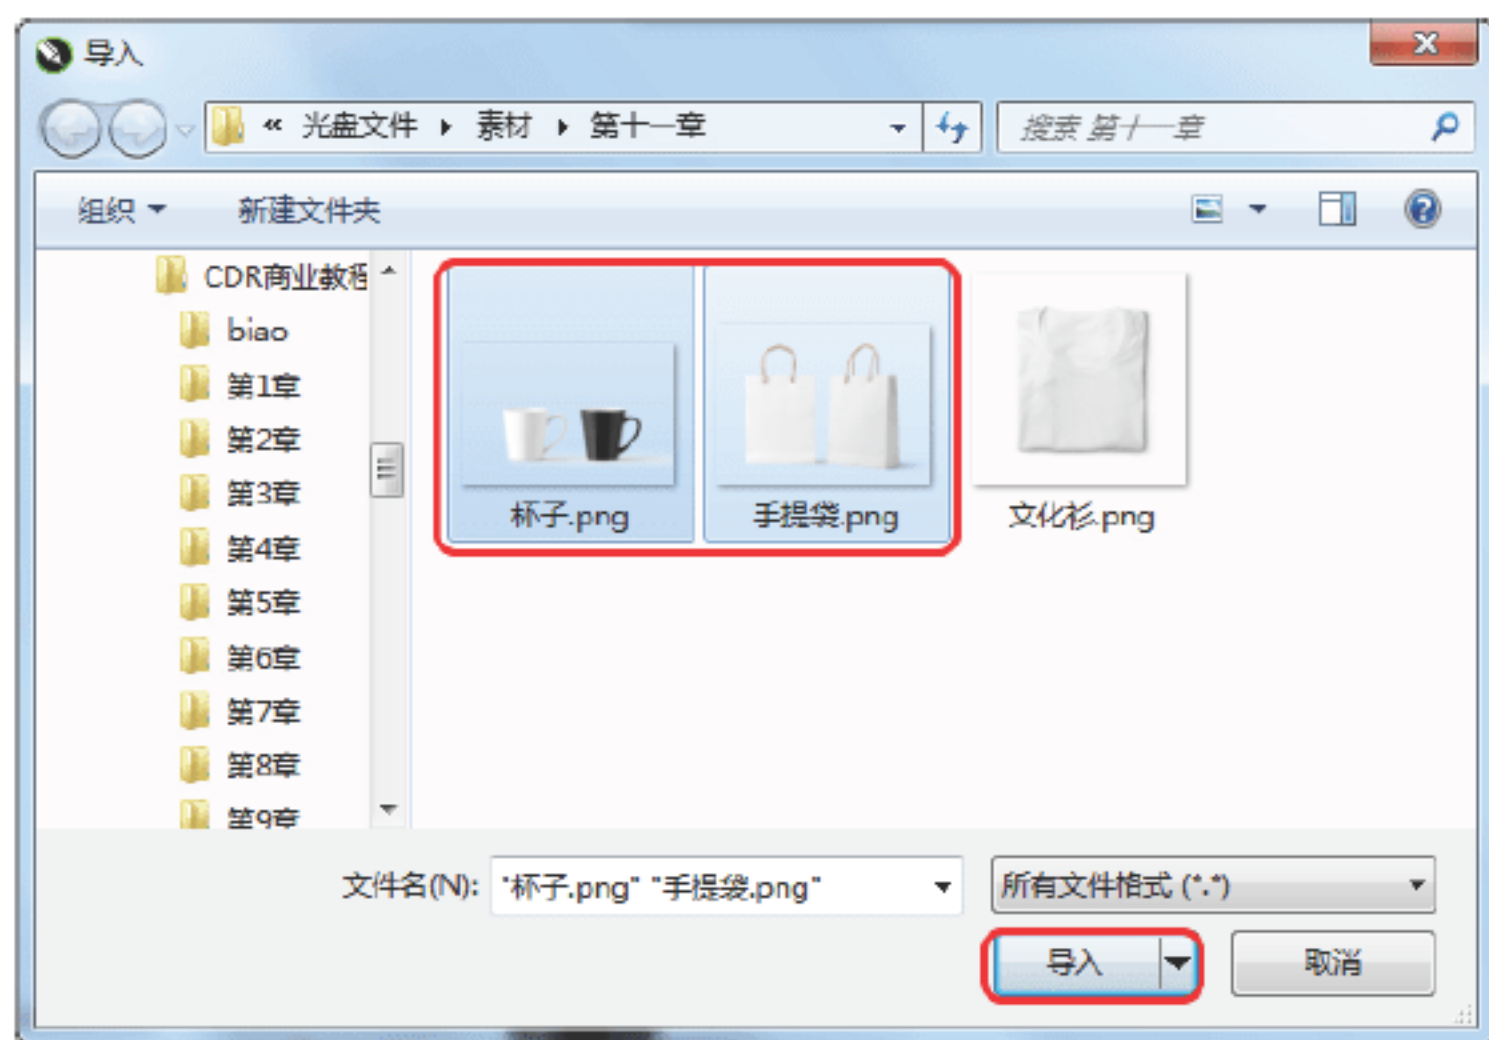 导入
« 光盘文件 ▸ 素材 ▸ 第十一章
搜索 第十一章
组织 新建文件夹
CDR商业教程
biao
第1章
第2章
第3章
第4章
第5章
第6章
第7章
第8章
第9章
杯子.png 手提袋.png 文化衫.png
文件名(N): "杯子.png" "手提袋.png" 所有文件格式 (*.*)
导入 取消